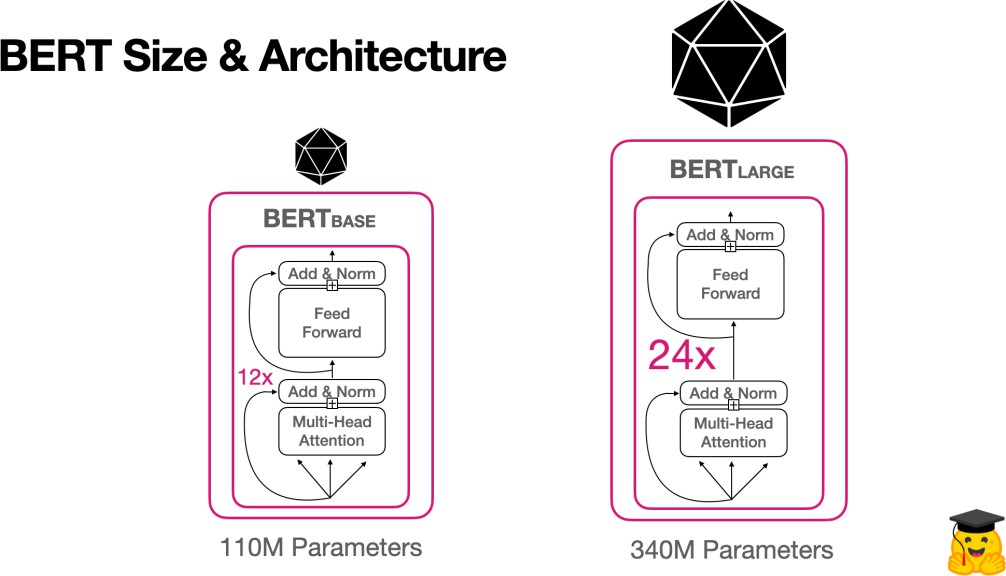 BERT Size & Architecture
BERTBASE
Add & Norm
Feed
Forward
12x
Add & Norm
Multi-Head
Attention
110M Parameters
BERTLARGE
Add & Norm
Feed
Forward
24x
Add & Norm
Multi-Head
Attention
340M Parameters